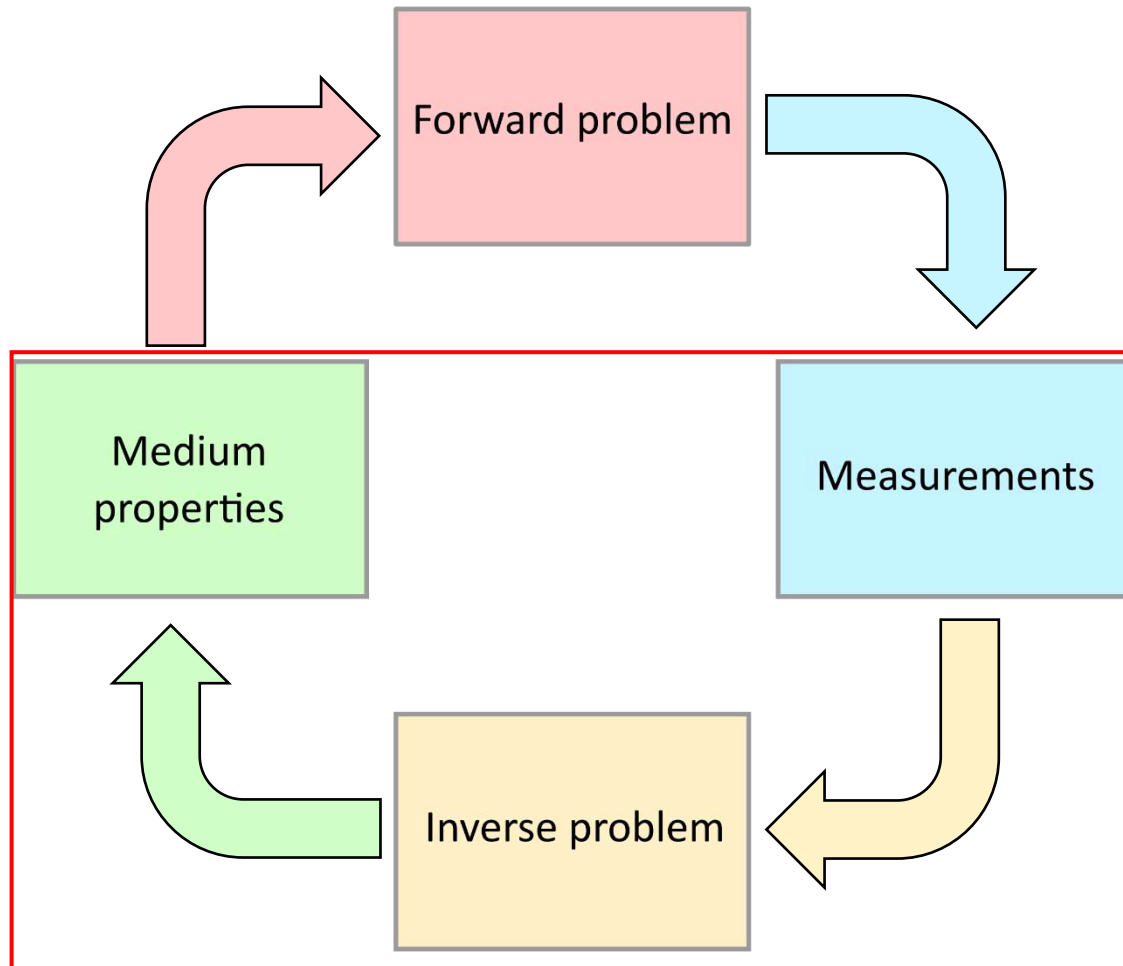 Forward problem
Medium
properties
Measurements
Inverse problem